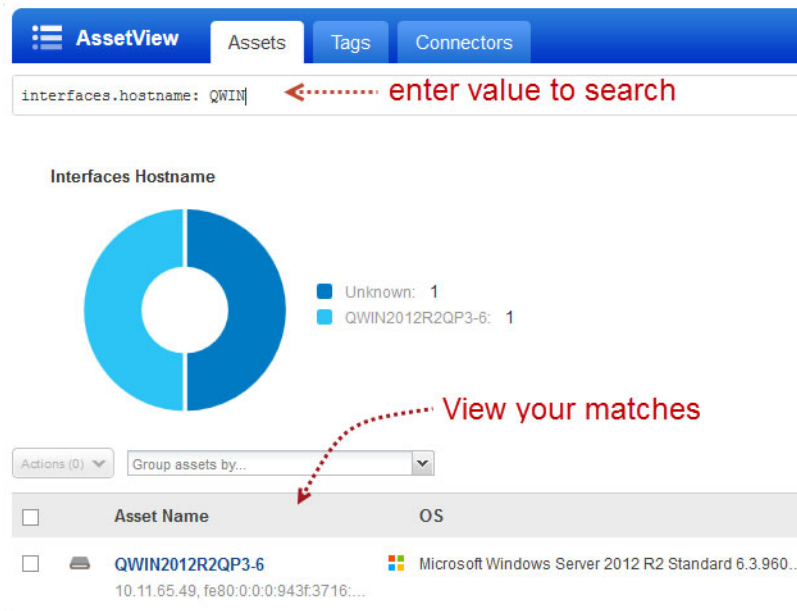 AssetView Assets Tags Connectors
interfaces.hostname: QWIN enter value to search
Interfaces Hostname
Unknown: 1
QWIN2012R2QP3-6: 1
View your matches
Actions (0) Group assets by...
Asset Name OS
QWIN2012R2QP3-6 Microsoft Windows Server 2012 R2 Standard 6.3.960...
10.11.65.49, fe80:0:0:0:943f:3716:...